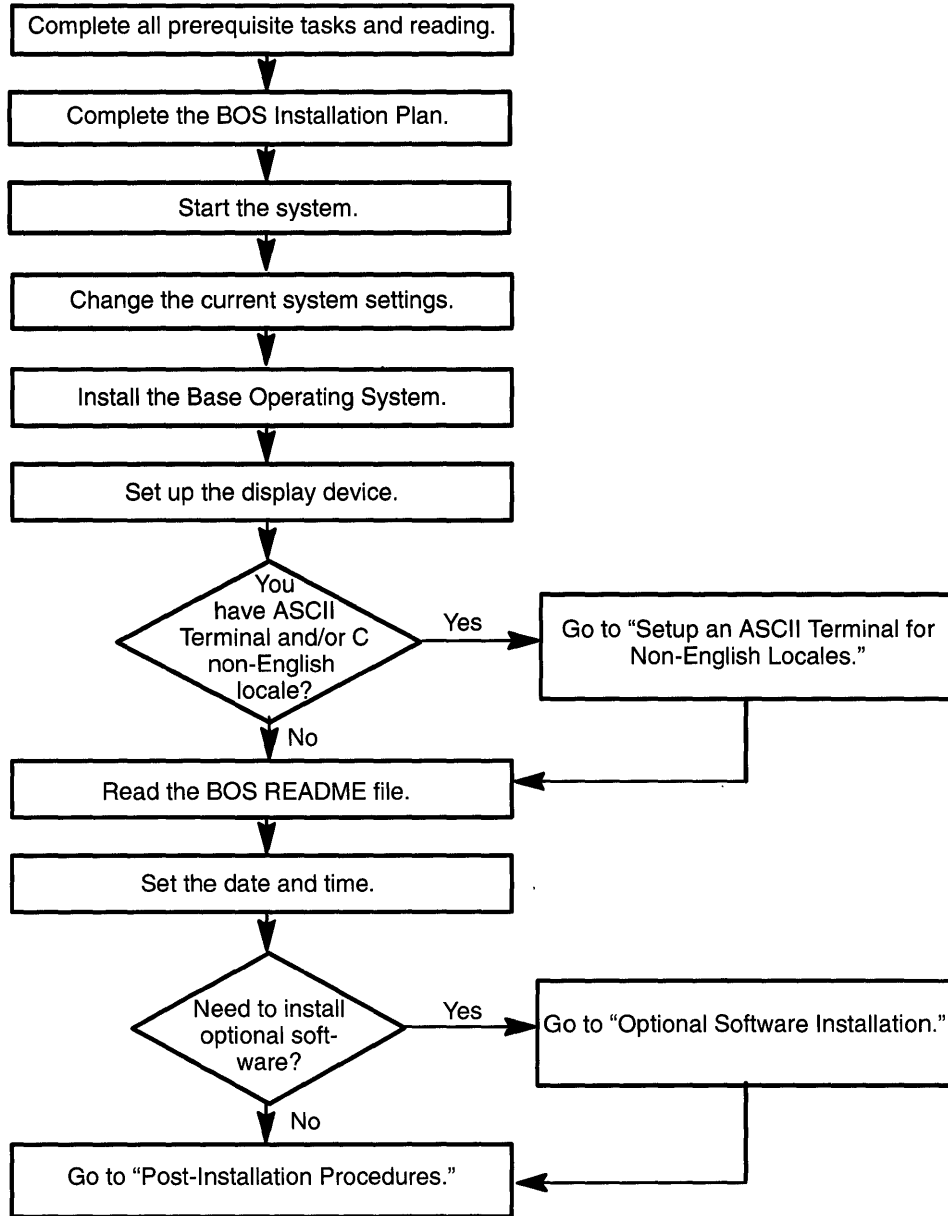 Complete all prerequisite tasks and reading.
Complete the BOS Installation Plan.
Start the system.
Change the current system settings.
Install the Base Operating System.
Set up the display device.
You
have ASCII
Terminal and/or C
non-English
locale?
Yes
Go to “Setup an ASCII Terminal for
Non-English Locales.”
No
Read the BOS README file.
Set the date and time.
Need to install
optional soft-
ware?
Yes
Go to “Optional Software Installation.”
No
Go to “Post-Installation Procedures.”